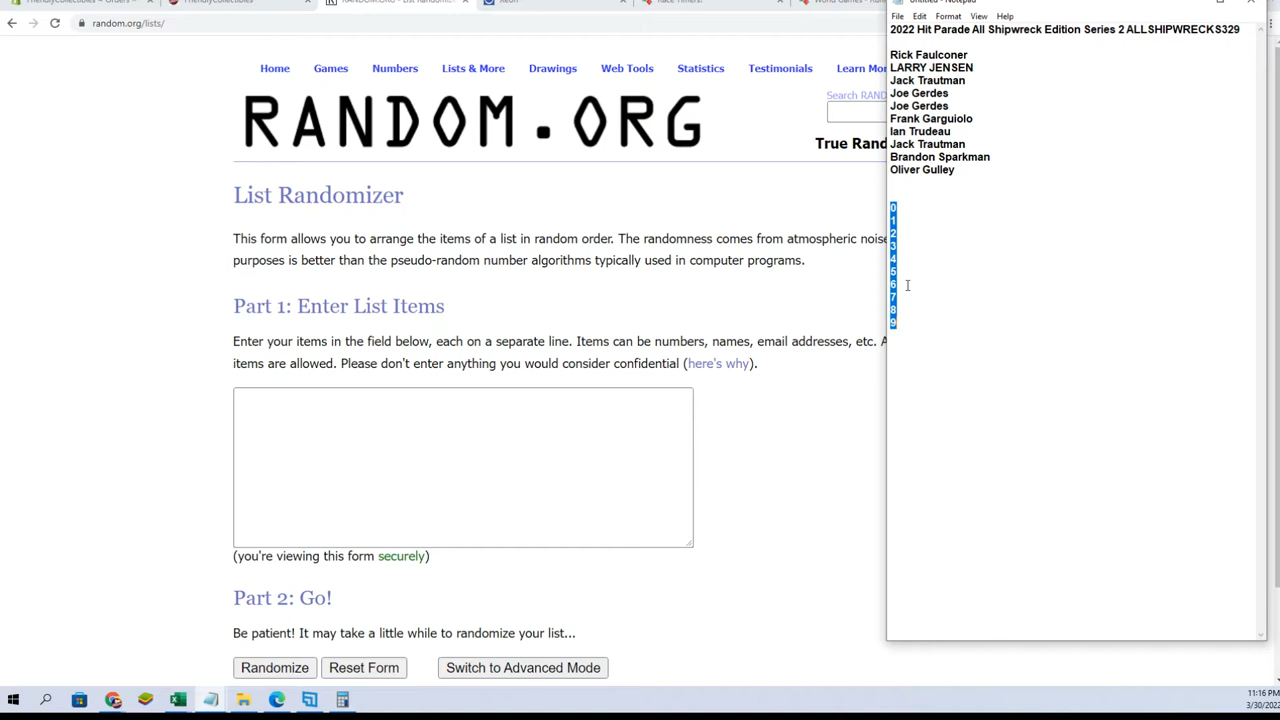 random.org/lists/
Home Games Numbers Lists & More Drawings Web Tools Statistics Testimonials Learn Mor
RANDOM.ORG
Search RAND
True Rand
List Randomizer
This form allows you to arrange the items of a list in random order. The randomness comes from atmospheric noise
purposes is better than the pseudo-random number algorithms typically used in computer programs.
Part 1: Enter List Items
Enter your items in the field below, each on a separate line. Items can be numbers, names, email addresses, etc. A
items are allowed. Please don't enter anything you would consider confidential (here's why).
(you're viewing this form securely)
Part 2: Go!
Be patient! It may take a little while to randomize your list...
Randomize Reset Form Switch to Advanced Mode
File Edit Format View Help
2022 Hit Parade All Shipwreck Edition Series 2 ALLSHIPWRECKS329
Rick Faulconer
LARRY JENSEN
Jack Trautman
Joe Gerdes
Joe Gerdes
Frank Garguiolo
Ian Trudeau
Jack Trautman
Brandon Sparkman
Oliver Gulley
0
1
2
3
4
5
6
7
8
9
11:16 PM
3/30/2022